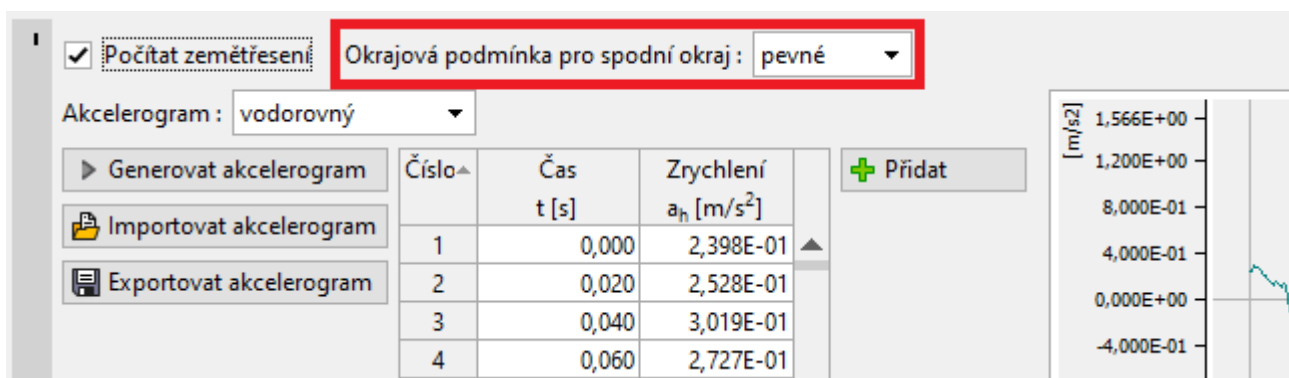 Počítat zemětřesení Okrajová podmínka pro spodní okraj : pevné
Akcelerogram : vodorovný
Generovat akcelerogram
Importovat akcelerogram
Exportovat akcelerogram
Číslo Čas Zrychlení
t [s] aₕ [m/s²]
1 0,000 2,398E-01
2 0,020 2,528E-01
3 0,040 3,019E-01
4 0,060 2,727E-01
Přidat
[m/s2]
1,566E+00
1,200E+00
8,000E-01
4,000E-01
0,000E+00
-4,000E-01